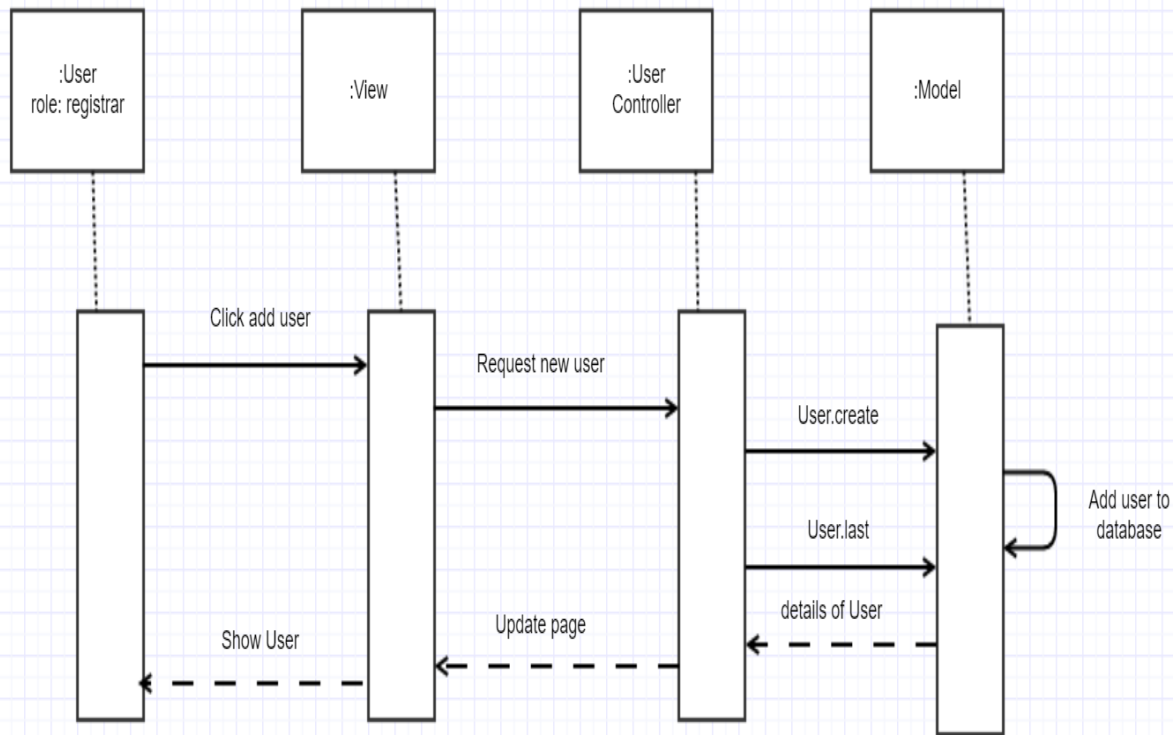 :User
role: registrar
:View
:User
Controller
:Model
Click add user
Request new user
User.create
Add user to
database
User.last
details of User
Update page
Show User